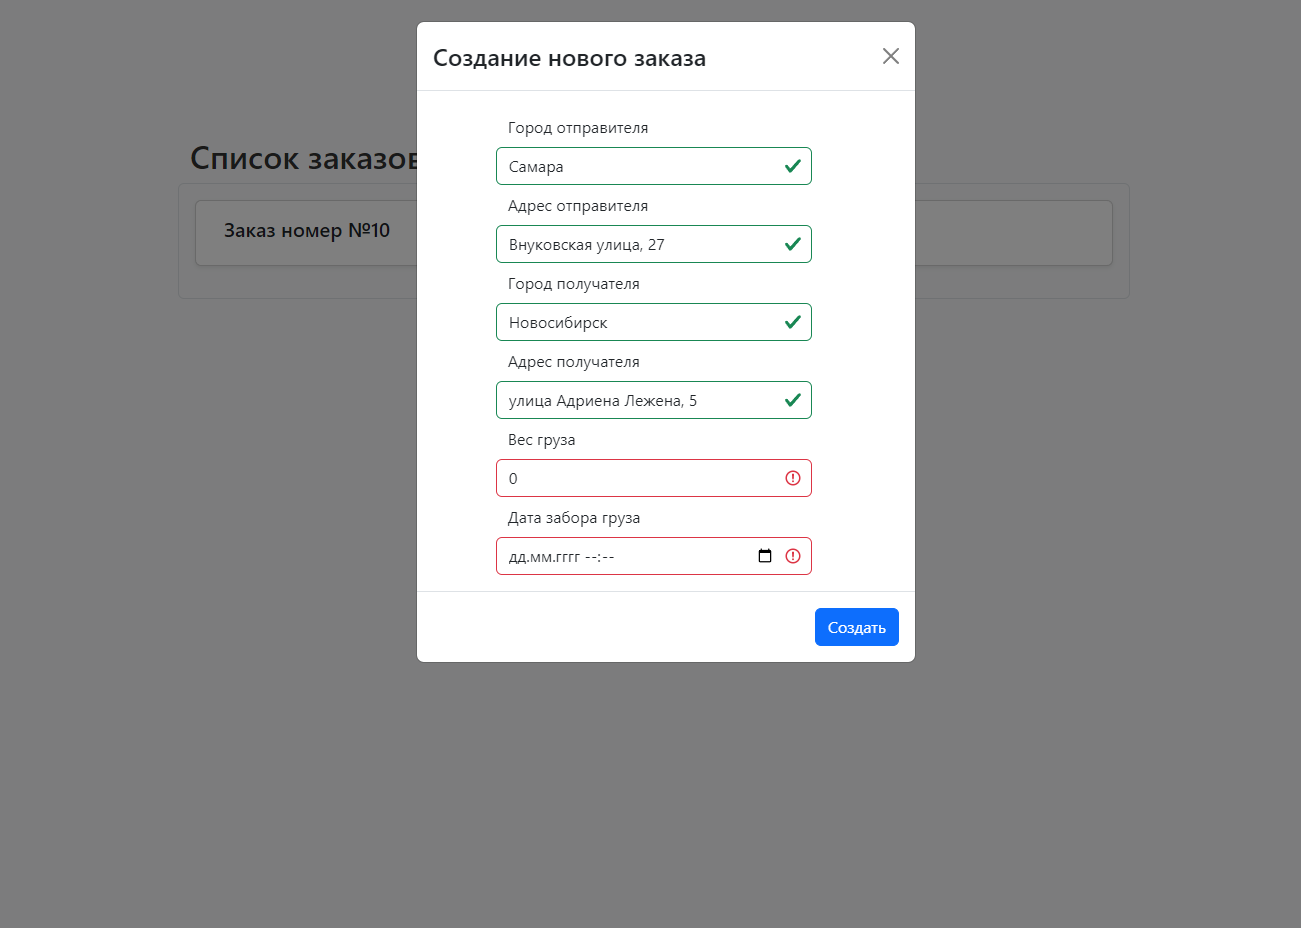 Создание нового заказа
Список заказов
Заказ номер №10
Город отправителя
Самара
Адрес отправителя
Внуковская улица, 27
Город получателя
Новосибирск
Адрес получателя
улица Адриена Лежена, 5
Вес груза
0
Дата забора груза
дд.мм.гггг --:--
Создать